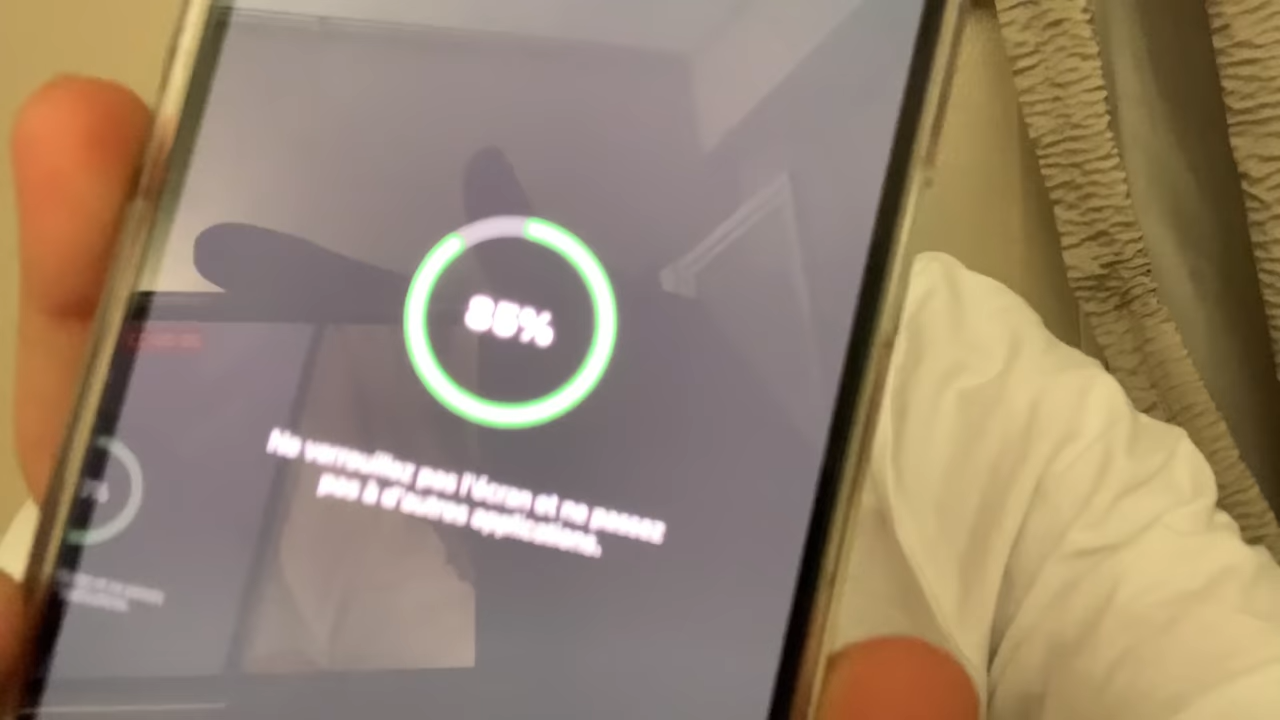 85%
Ne verrouillez pas l'écran et ne passez
pas à d'autres applications.